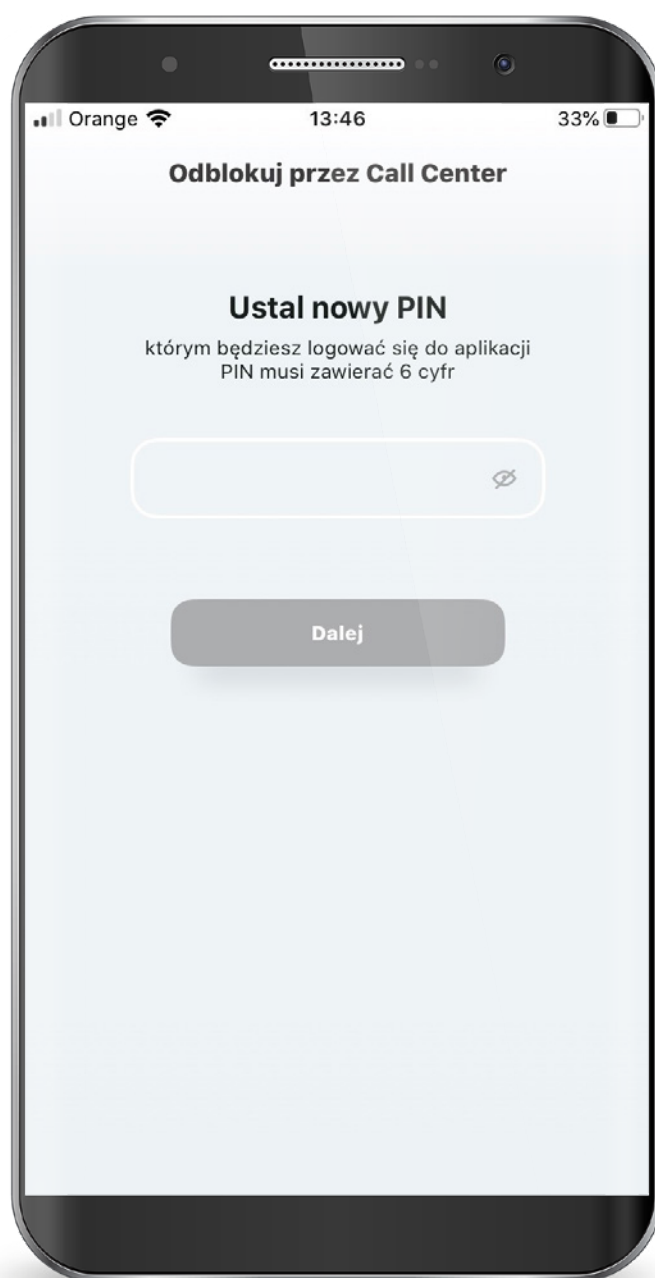 Orange 13:46 33%
Odblokuj przez Call Center
Ustal nowy PIN
którym będziesz logować się do aplikacji
PIN musi zawierać 6 cyfr
Dalej